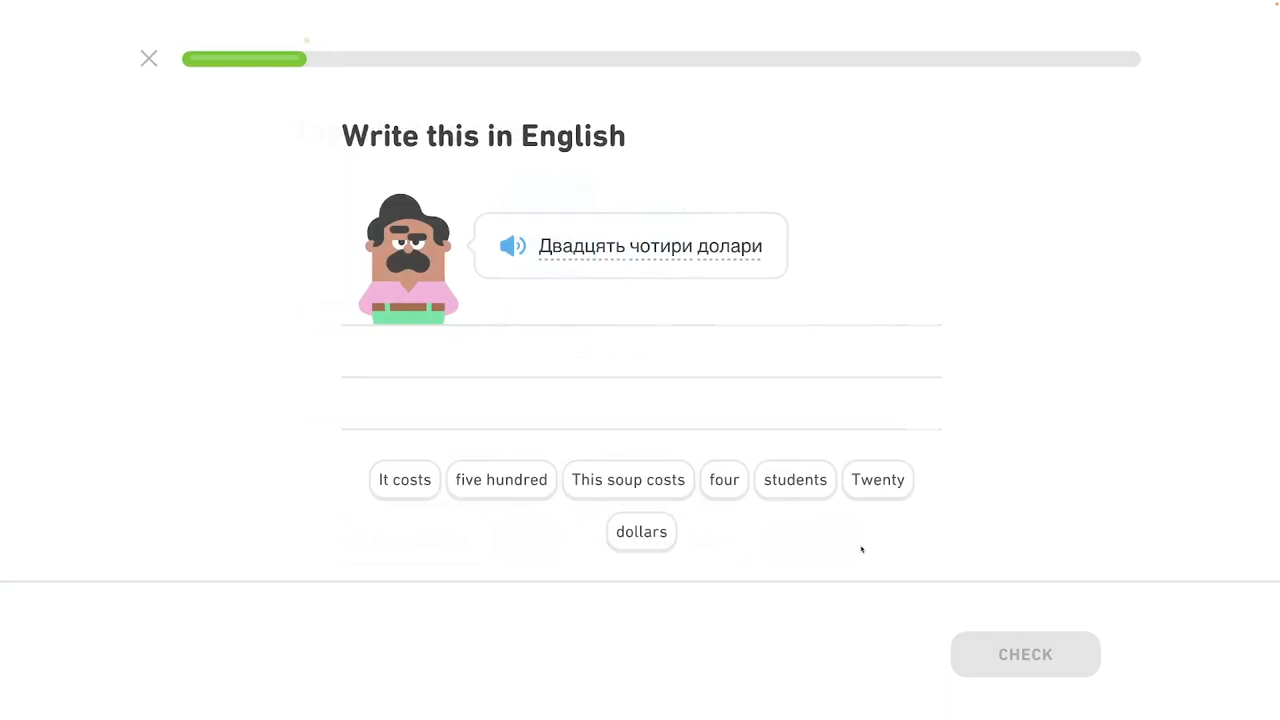 Write this in English
Двадцять чотири долари
It costs five hundred This soup costs four students Twenty
dollars
CHECK